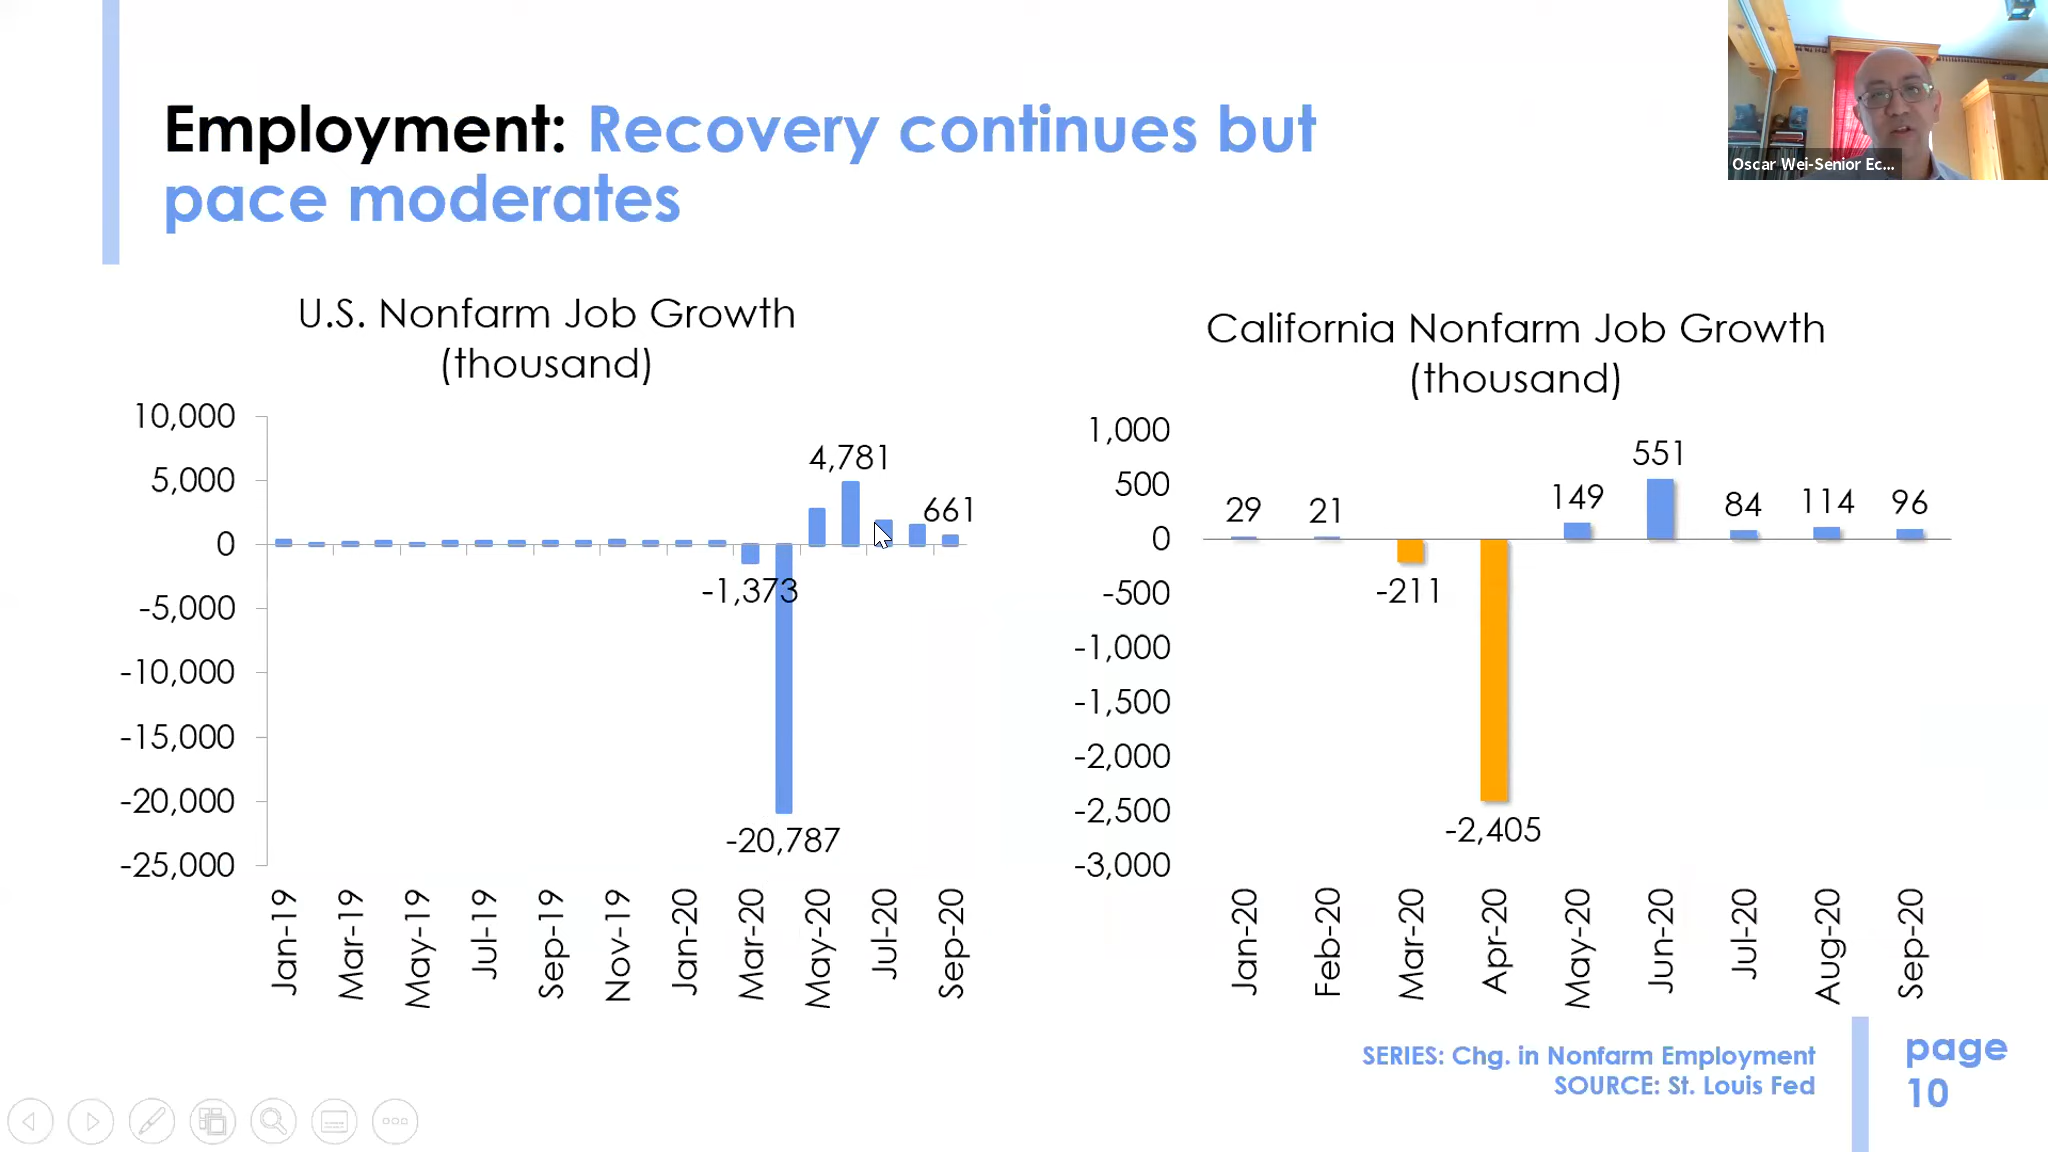 Employment: Recovery continues but
pace moderates
Oscar Wei-Senior Ec...
U.S. Nonfarm Job Growth
(thousand)
10,000
5,000
0
-5,000
-10,000
-15,000
-20,000
-25,000
4,781
661
-1,373
-20,787
Jan-19
Mar-19
May-19
Jul-19
Sep-19
Nov-19
Jan-20
Mar-20
May-20
Jul-20
Sep-20
California Nonfarm Job Growth
(thousand)
1,000
500
0
-500
-1,000
-1,500
-2,000
-2,500
-3,000
29
21
-211
-2,405
149
551
84
114
96
Jan-20
Feb-20
Mar-20
Apr-20
May-20
Jun-20
Jul-20
Aug-20
Sep-20
SERIES: Chg. in Nonfarm Employment
SOURCE: St. Louis Fed
page
10